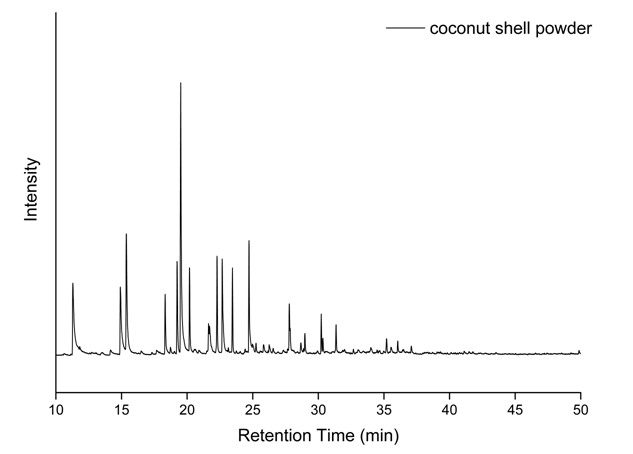 coconut shell powder
Intensity
10 15 20 25 30 35 40 45 50
Retention Time (min)